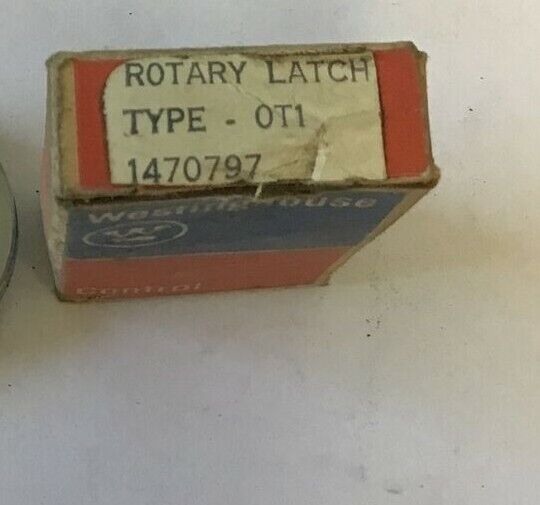 ROTARY LATCH
TYPE - OT1
1470797
Westinghouse
Control